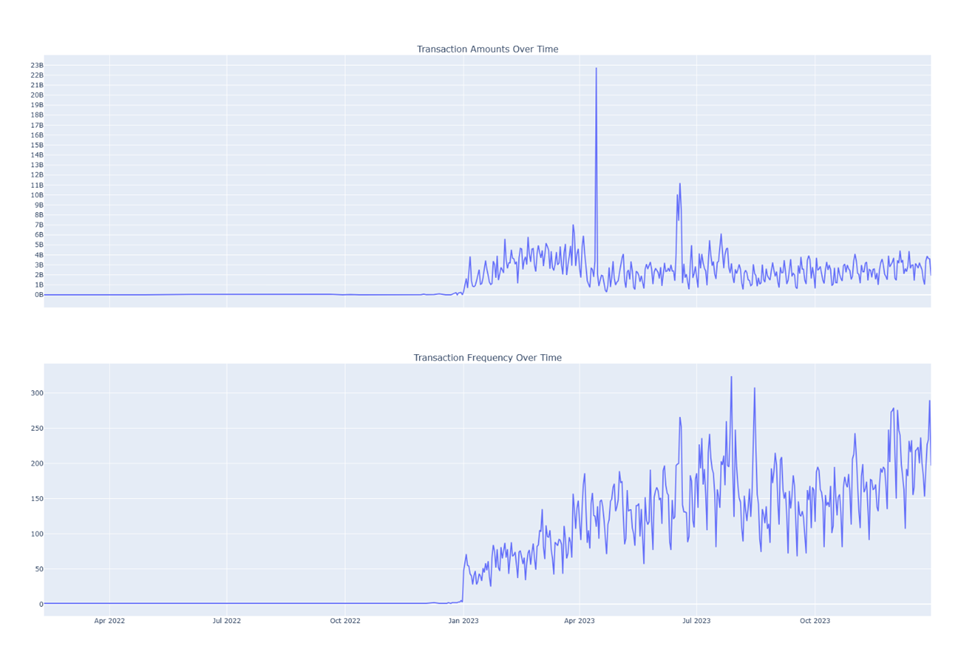 Transaction Amounts Over Time
23B
22B
21B
20B
19B
18B
17B
16B
15B
14B
13B
12B
11B
10B
9B
8B
7B
6B
5B
4B
3B
2B
1B
0B
Transaction Frequency Over Time
300
250
200
150
100
50
0
Apr 2022 Jul 2022 Oct 2022 Jan 2023 Apr 2023 Jul 2023 Oct 2023